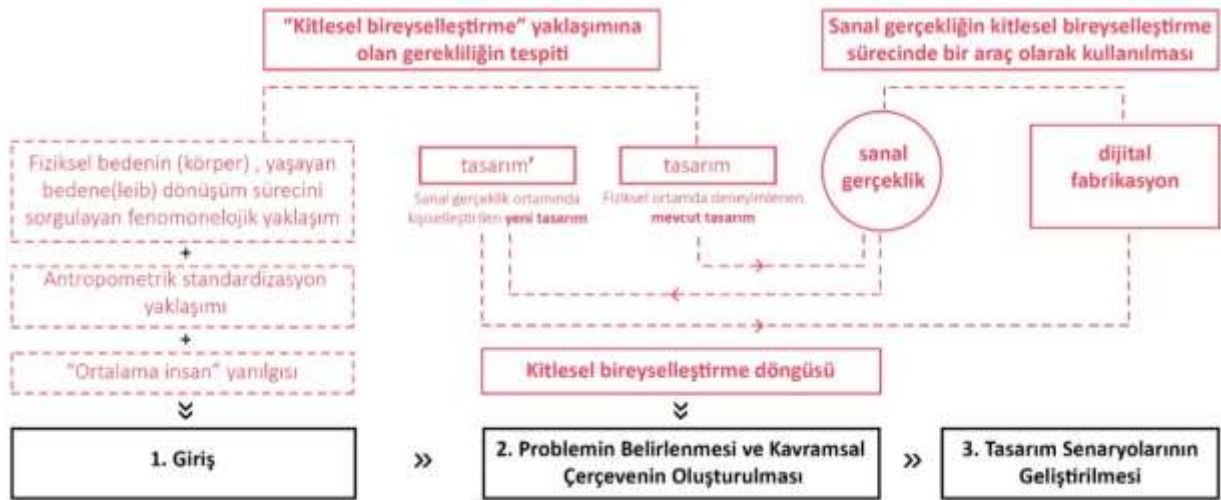 "Kitlesel bireyselleştirme" yaklaşımına
olan gerekliliğin tespiti
Sanal gerçekliğin kitlesel bireyselleştirme
sürecinde bir araç olarak kullanılması
Fiziksel bedenin (körper) , yaşayan
bedene(leib) dönüşüm sürecini
sorgulayan fenomonelojik yaklaşım
+
Antropometrik standardizasyon
yaklaşımı
+
"Ortalama insan" yanılgısı
tasarım'
Sanal gerçeklik ortamında
kişiselleştirilen yeni tasarım
tasarım
Fiziksel ortamda deneyimlenen
mevcut tasarım
sanal
gerçeklik
dijital
fabrikasyon
Kitlesel bireyselleştirme döngüsü
1. Giriş
2. Problemin Belirlenmesi ve Kavramsal
Çerçevenin Oluşturulması
3. Tasarım Senaryolarının
Geliştirilmesi